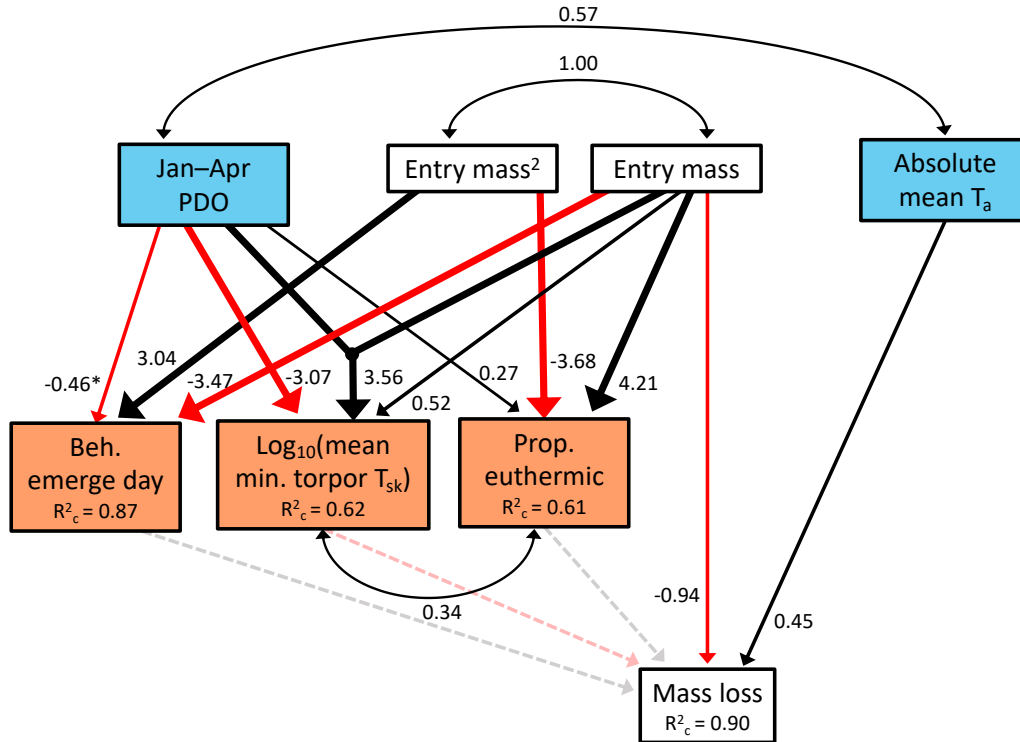 0.57
1.00
Jan–Apr
PDO
Entry mass²
Entry mass
Absolute
mean Tₐ
3.04
-0.46*
-3.47
-3.07
3.56
0.52
0.27
-3.68
4.21
Beh.
emerge day
R²c = 0.87
Log₁₀(mean
min. torpor Tsk)
R²c = 0.62
Prop.
euthermic
R²c = 0.61
0.34
-0.94
0.45
Mass loss
R²c = 0.90